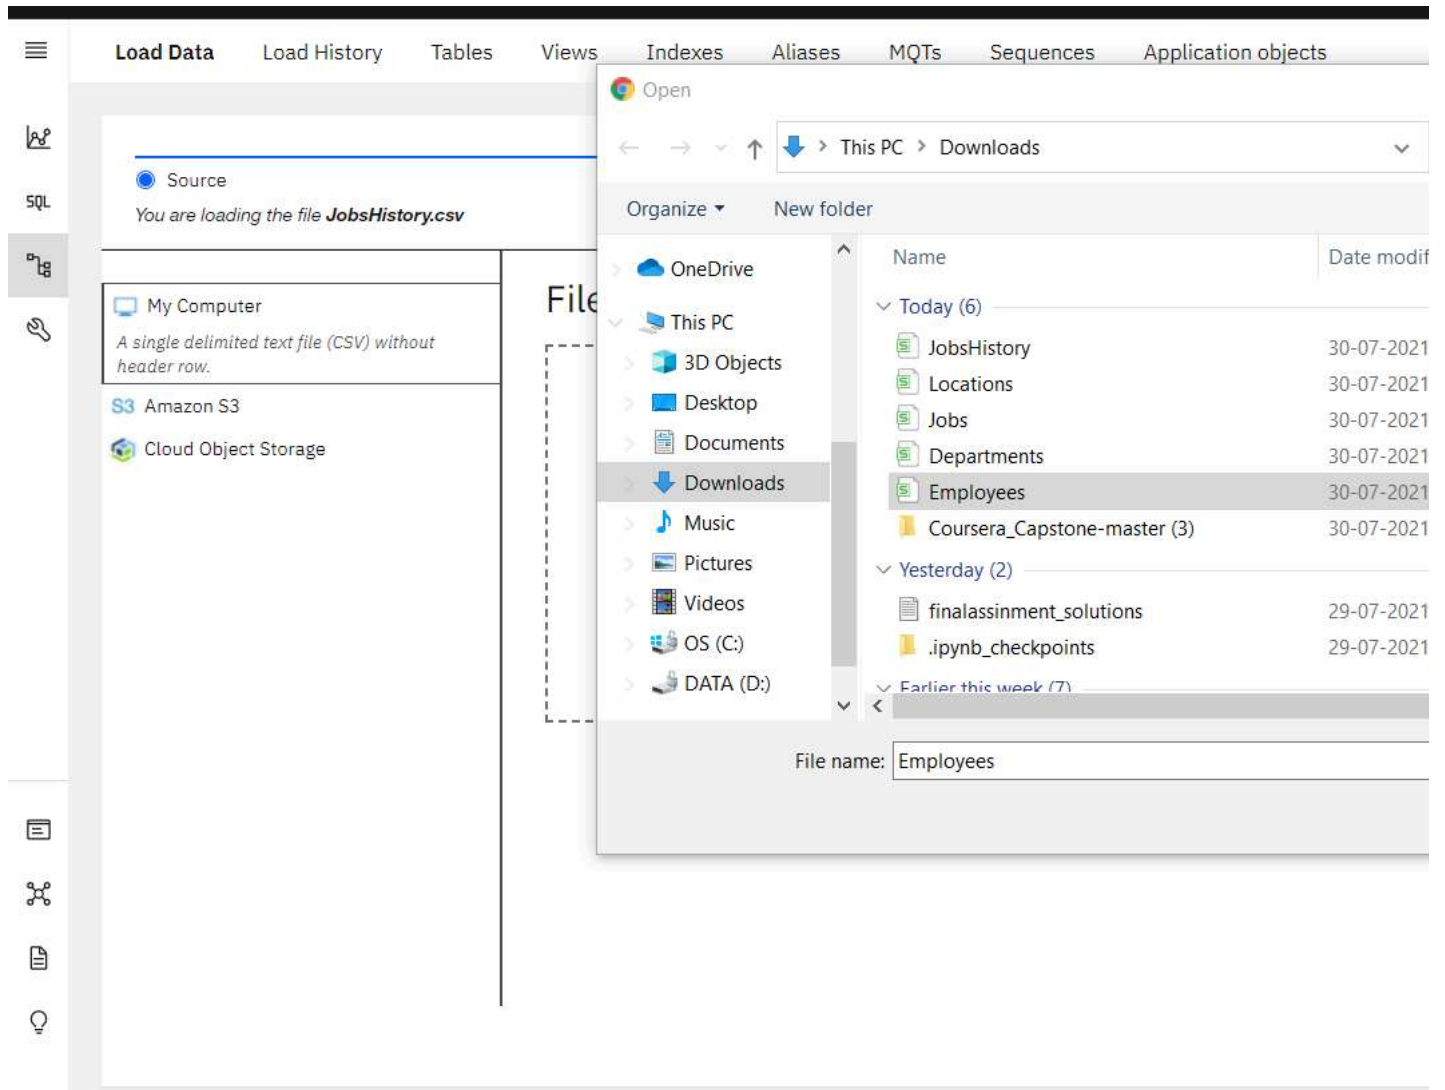 Load Data Load History Tables Views Indexes Aliases MQTs Sequences Application objects
Source
You are loading the file JobsHistory.csv
SQL
My Computer
A single delimited text file (CSV) without
header row.
S3 Amazon S3
Cloud Object Storage
File
Open
This PC > Downloads
Organize New folder
OneDrive
This PC
3D Objects
Desktop
Documents
Downloads
Music
Pictures
Videos
OS (C:)
DATA (D:)
Name Date modif
Today (6)
JobsHistory 30-07-2021
Locations 30-07-2021
Jobs 30-07-2021
Departments 30-07-2021
Employees 30-07-2021
Coursera_Capstone-master (3) 30-07-2021
Yesterday (2)
finalassinment_solutions 29-07-2021
.ipynb_checkpoints 29-07-2021
Earlier this week (7)
File name: Employees